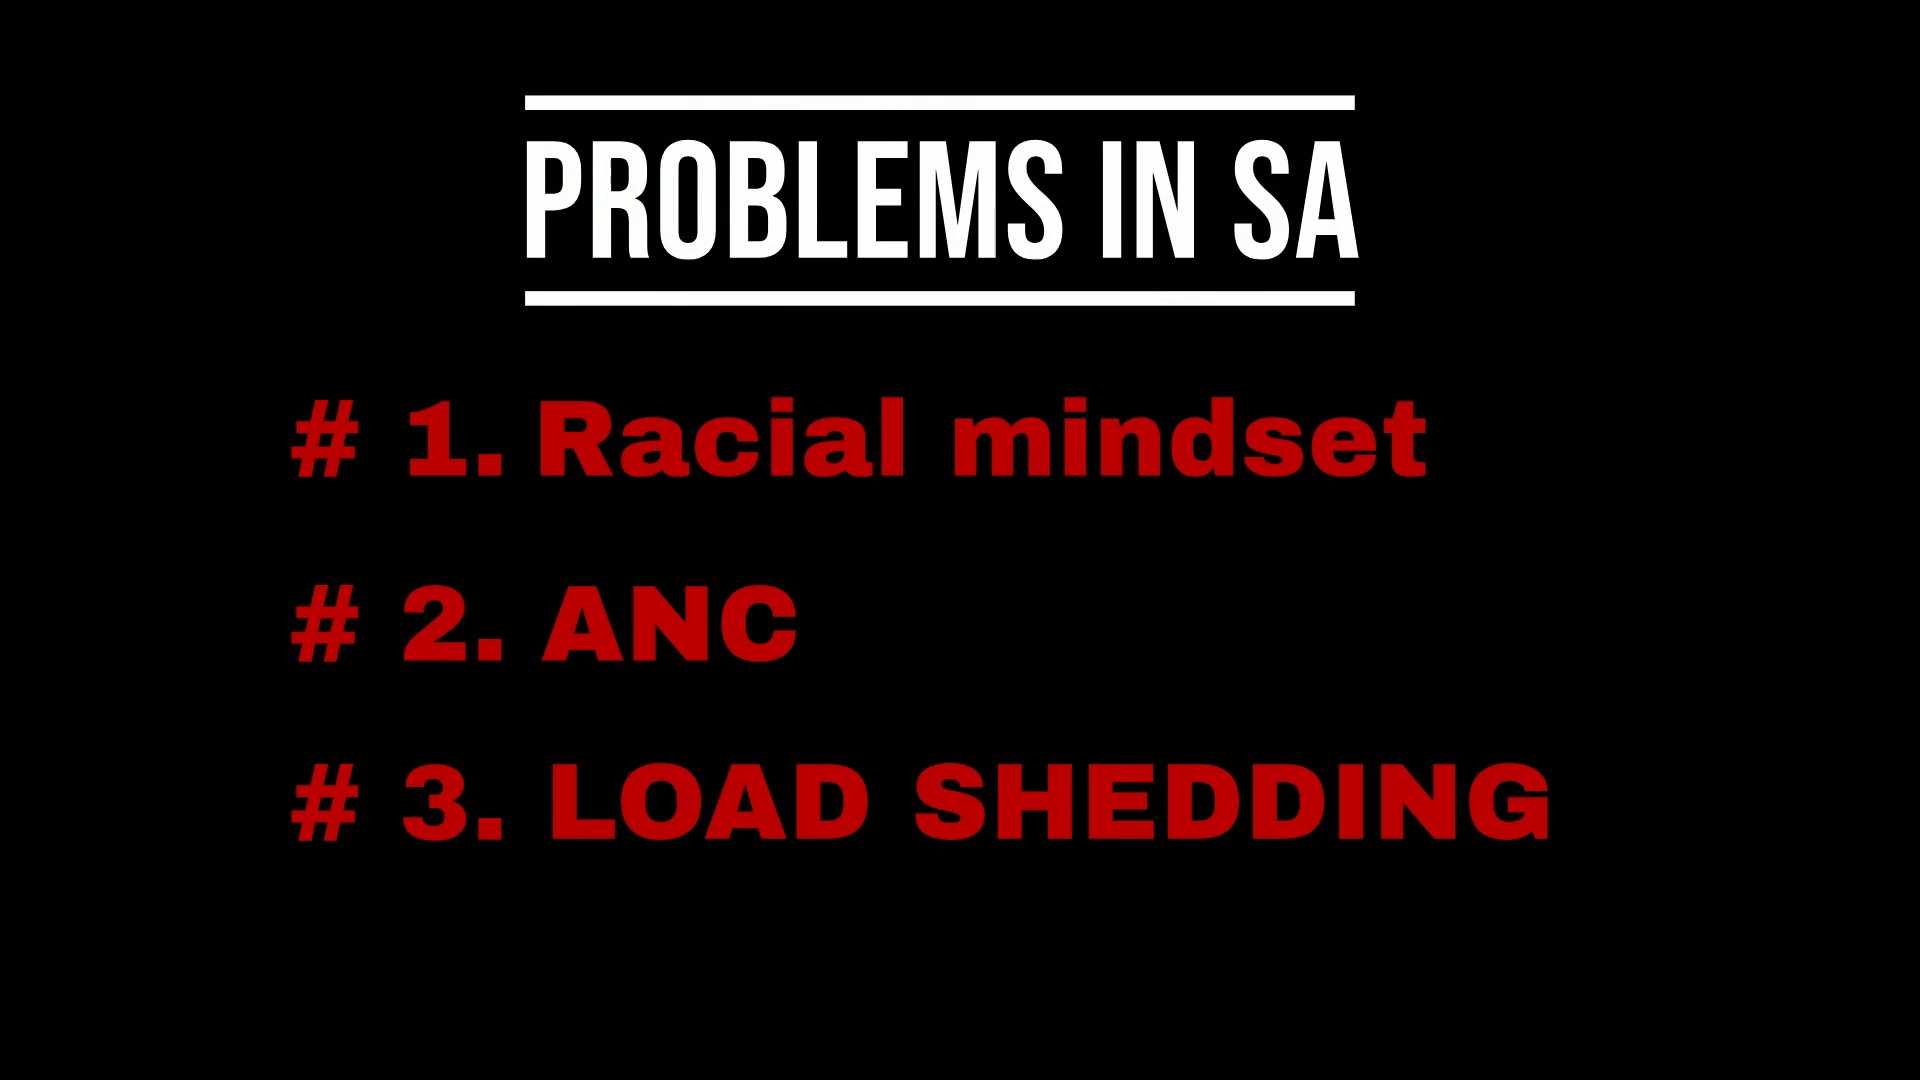 PROBLEMS IN SA
# 1. Racial mindset
# 2. ANC
# 3. LOAD SHEDDING